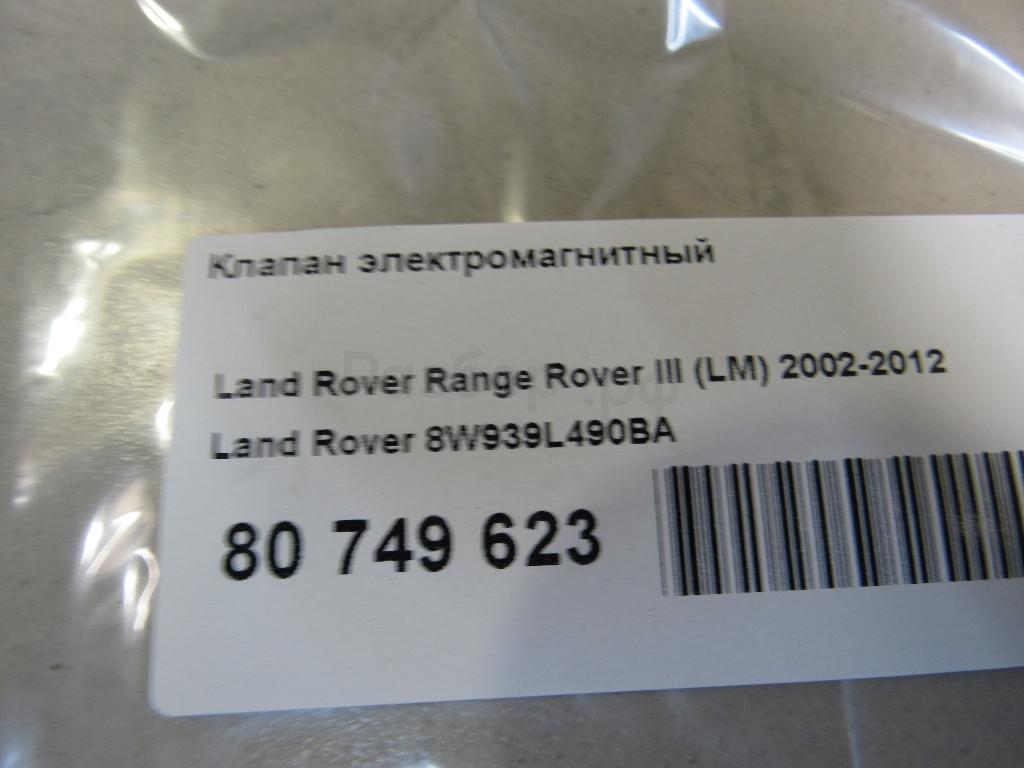 Клапан электромагнитный
Land Rover Range Rover III (LM) 2002-2012
Land Rover 8W939L490BA
80 749 623